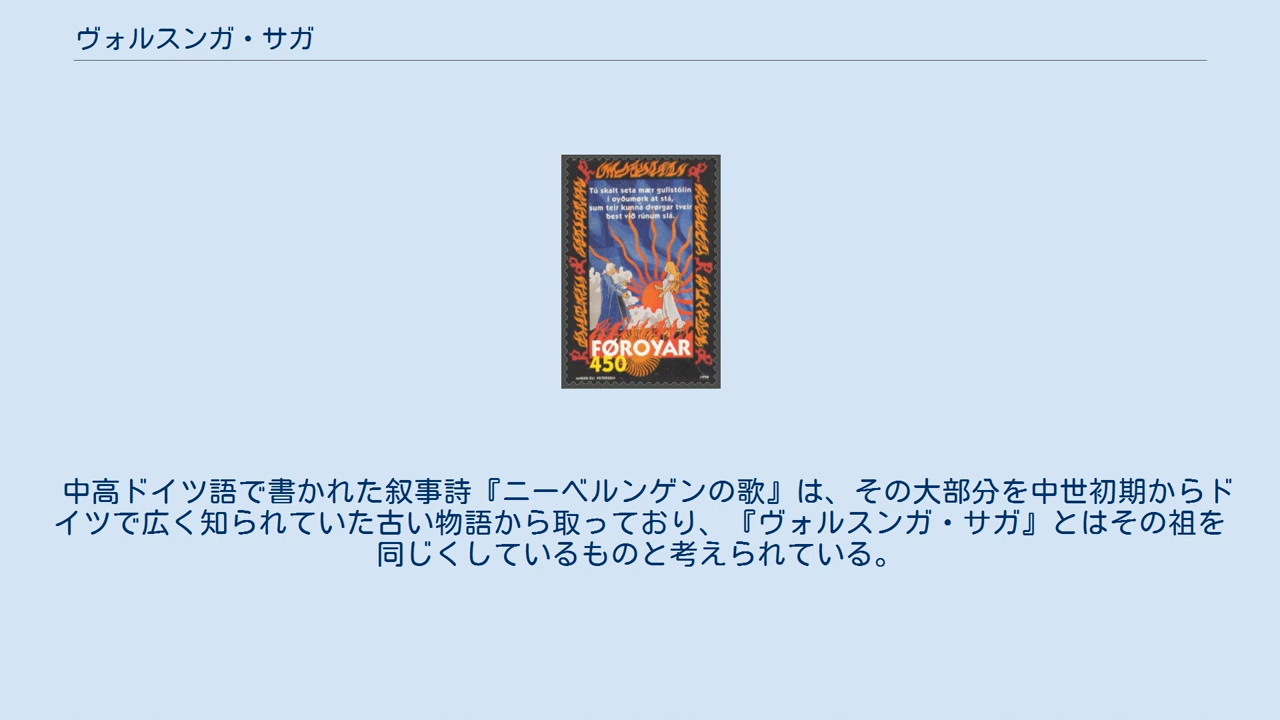 ヴォルスンガ・サガ
Tú skalt seta mær gullstólin
í oyðumørk at stá,
sum teir kunna dvørgar tveir
best við rúnum slá.
FØROYAR
450
1998
中高ドイツ語で書かれた叙事詩『ニーベルンゲンの歌』は、その大部分を中世初期からド
イツで広く知られていた古い物語から取っており、『ヴォルスンガ・サガ』とはその祖を
同じくしているものと考えられている。